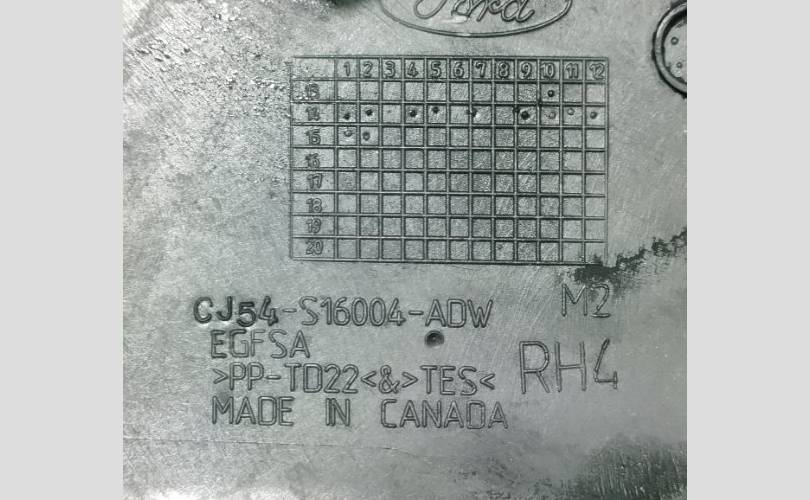 Ford
1 2 3 4 5 6 7 8 9 10 11 12
13
14
15
16
17
18
19
20
CJ54-S16004-ADW M2
EGFSA
>PP-TD22<&>TES< RH4
MADE IN CANADA